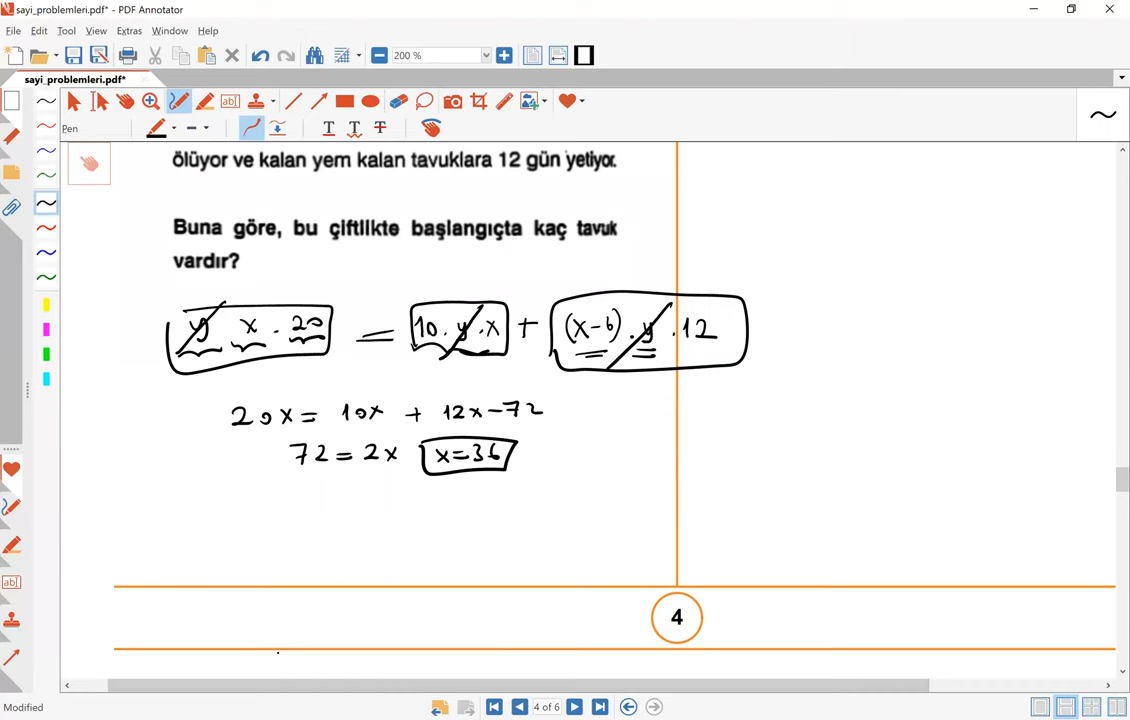 sayi_problemleri.pdf* - PDF Annotator
File Edit Tool View Extras Window Help
200 %
sayi_problemleri.pdf*
Pen
ölüyor ve kalan yem kalan tavuklara 12 gün yetiyor.
Buna göre, bu çiftlikte başlangıçta kaç tavuk
vardır?
y x . 20 = 10 . y . x + (x-6) . y . 12
20x = 10x + 12x-72
72 = 2x x=36
4
Modified 4 of 6